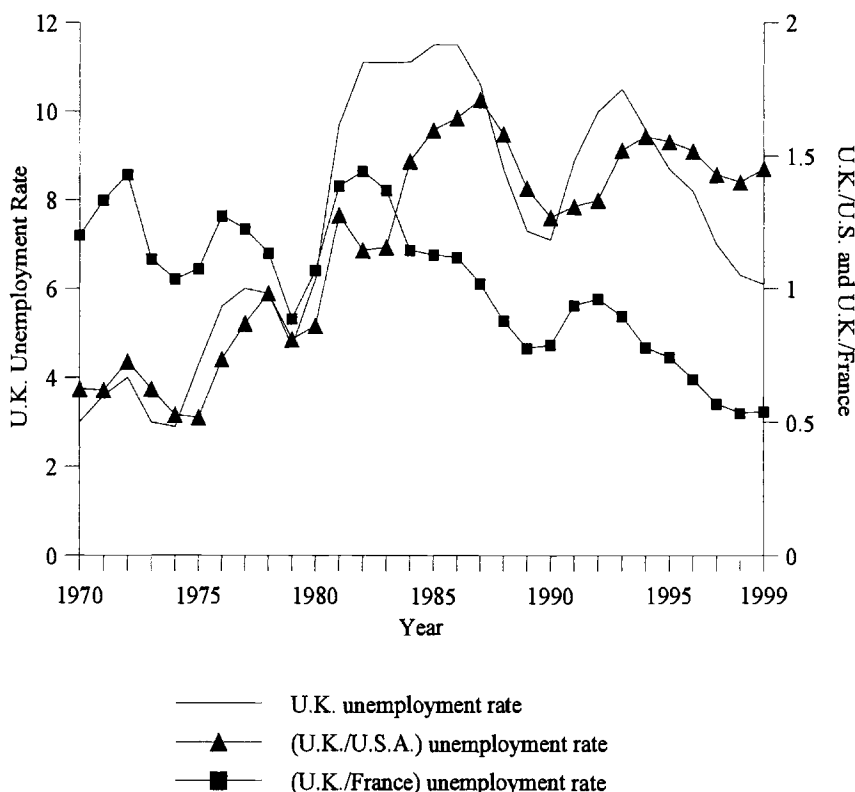 12
10
8
6
4
2
0
U.K. Unemployment Rate
2
1.5
1
0.5
0
U.K./U.S. and U.K./France
1970 1975 1980 1985 1990 1995 1999
Year
U.K. unemployment rate
(U.K./U.S.A.) unemployment rate
(U.K./France) unemployment rate